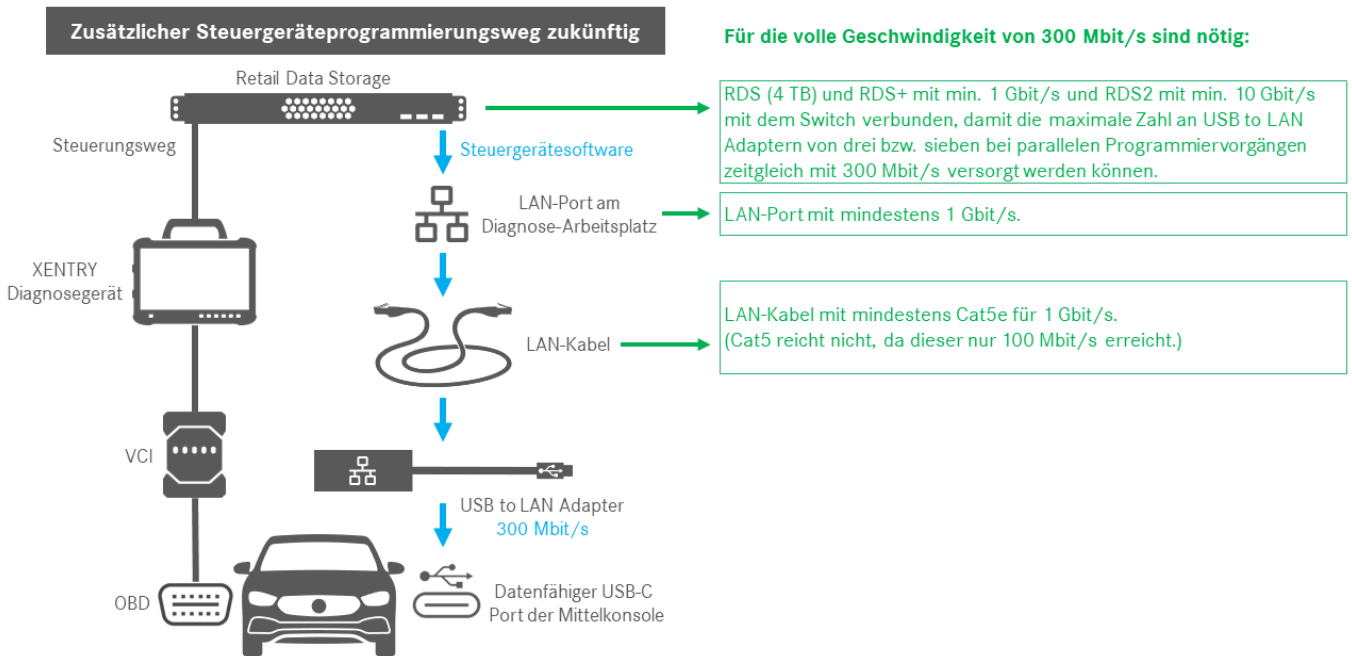 Zusätzlicher Steuergeräteprogrammierungsweg zukünftig
Für die volle Geschwindigkeit von 300 Mbit/s sind nötig:
Retail Data Storage
RDS (4 TB) und RDS+ mit min. 1 Gbit/s und RDS2 mit min. 10 Gbit/s
mit dem Switch verbunden, damit die maximale Zahl an USB to LAN
Adaptern von drei bzw. sieben bei parallelen Programmiervorgängen
zeitgleich mit 300 Mbit/s versorgt werden können.
Steuerungsweg
Steuergerätesoftware
LAN-Port am
Diagnose-Arbeitsplatz
LAN-Port mit mindestens 1 Gbit/s.
XENTRY
Diagnosegerät
LAN-Kabel
LAN-Kabel mit mindestens Cat5e für 1 Gbit/s.
(Cat5 reicht nicht, da dieser nur 100 Mbit/s erreicht.)
VCI
USB to LAN Adapter
300 Mbit/s
OBD
Datenfähiger USB-C
Port der Mittelkonsole